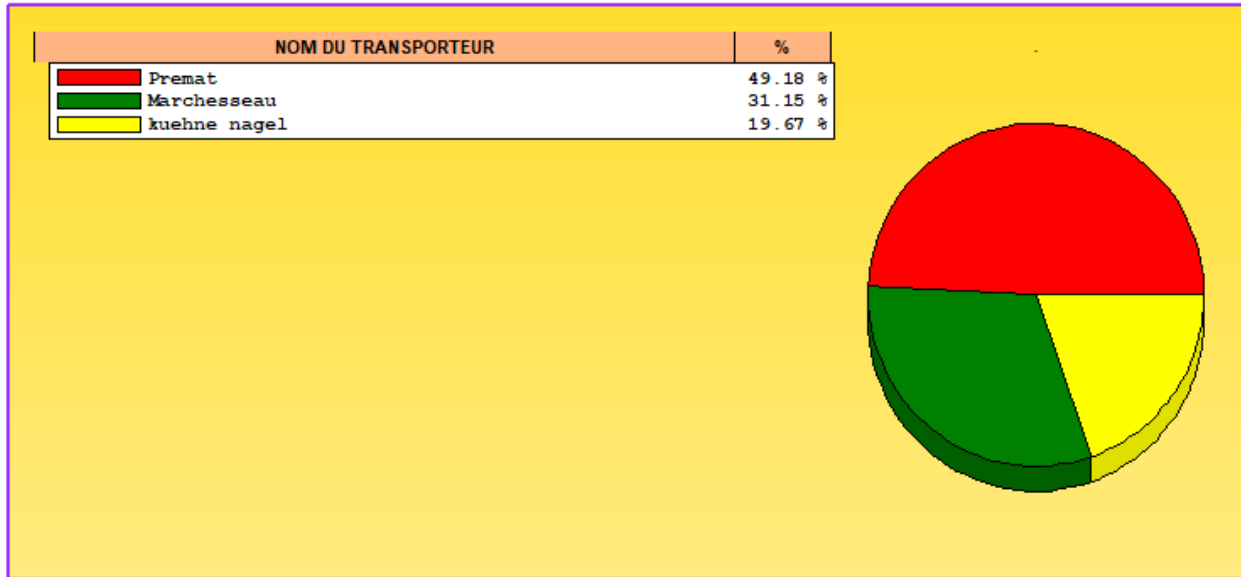 NOM DU TRANSPORTEUR %
Premat 49.18 %
Marchesseau 31.15 %
kuehne nagel 19.67 %